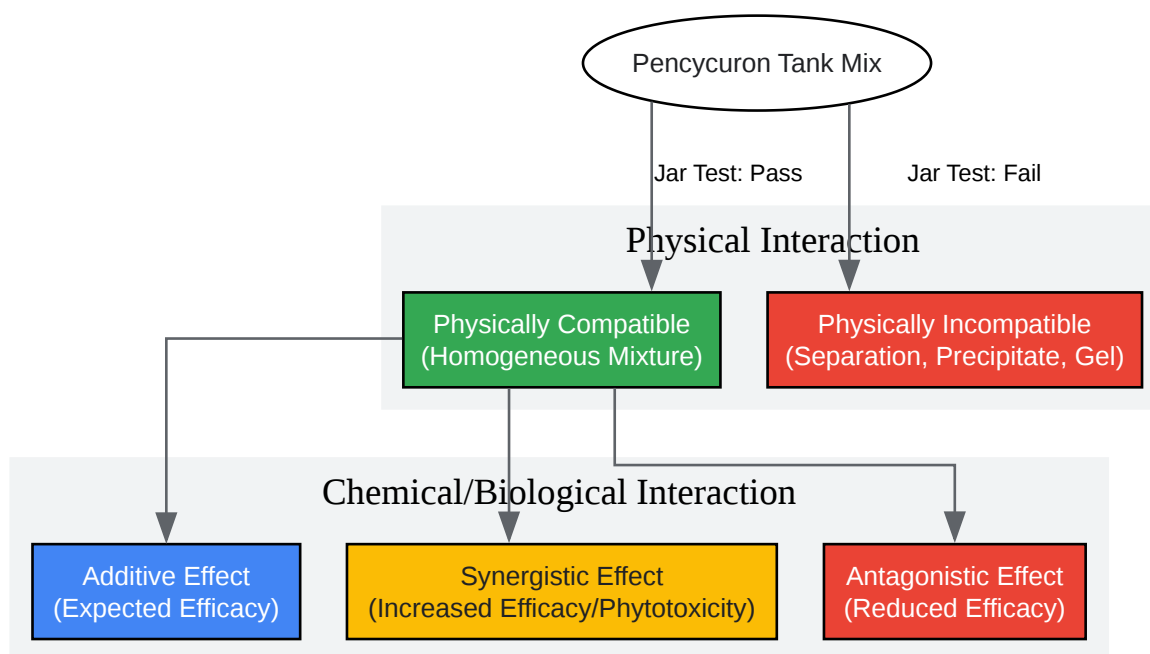 Pencycuron Tank Mix
Jar Test: Pass
Jar Test: Fail
Physical Interaction
Physically Compatible
(Homogeneous Mixture)
Physically Incompatible
(Separation, Precipitate, Gel)
Chemical/Biological Interaction
Additive Effect
(Expected Efficacy)
Synergistic Effect
(Increased Efficacy/Phytotoxicity)
Antagonistic Effect
(Reduced Efficacy)